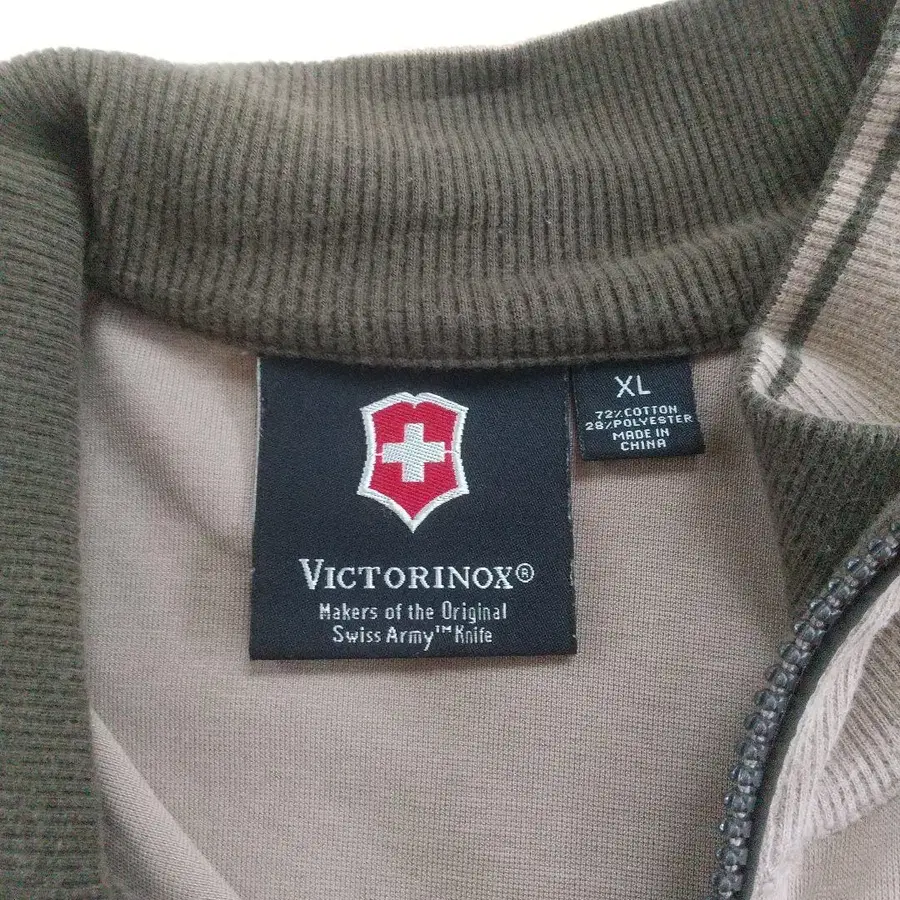 VICTORINOX®
Makers of the Original
Swiss Army™ Knife
XL
72% COTTON
28% POLYESTER
MADE IN
CHINA